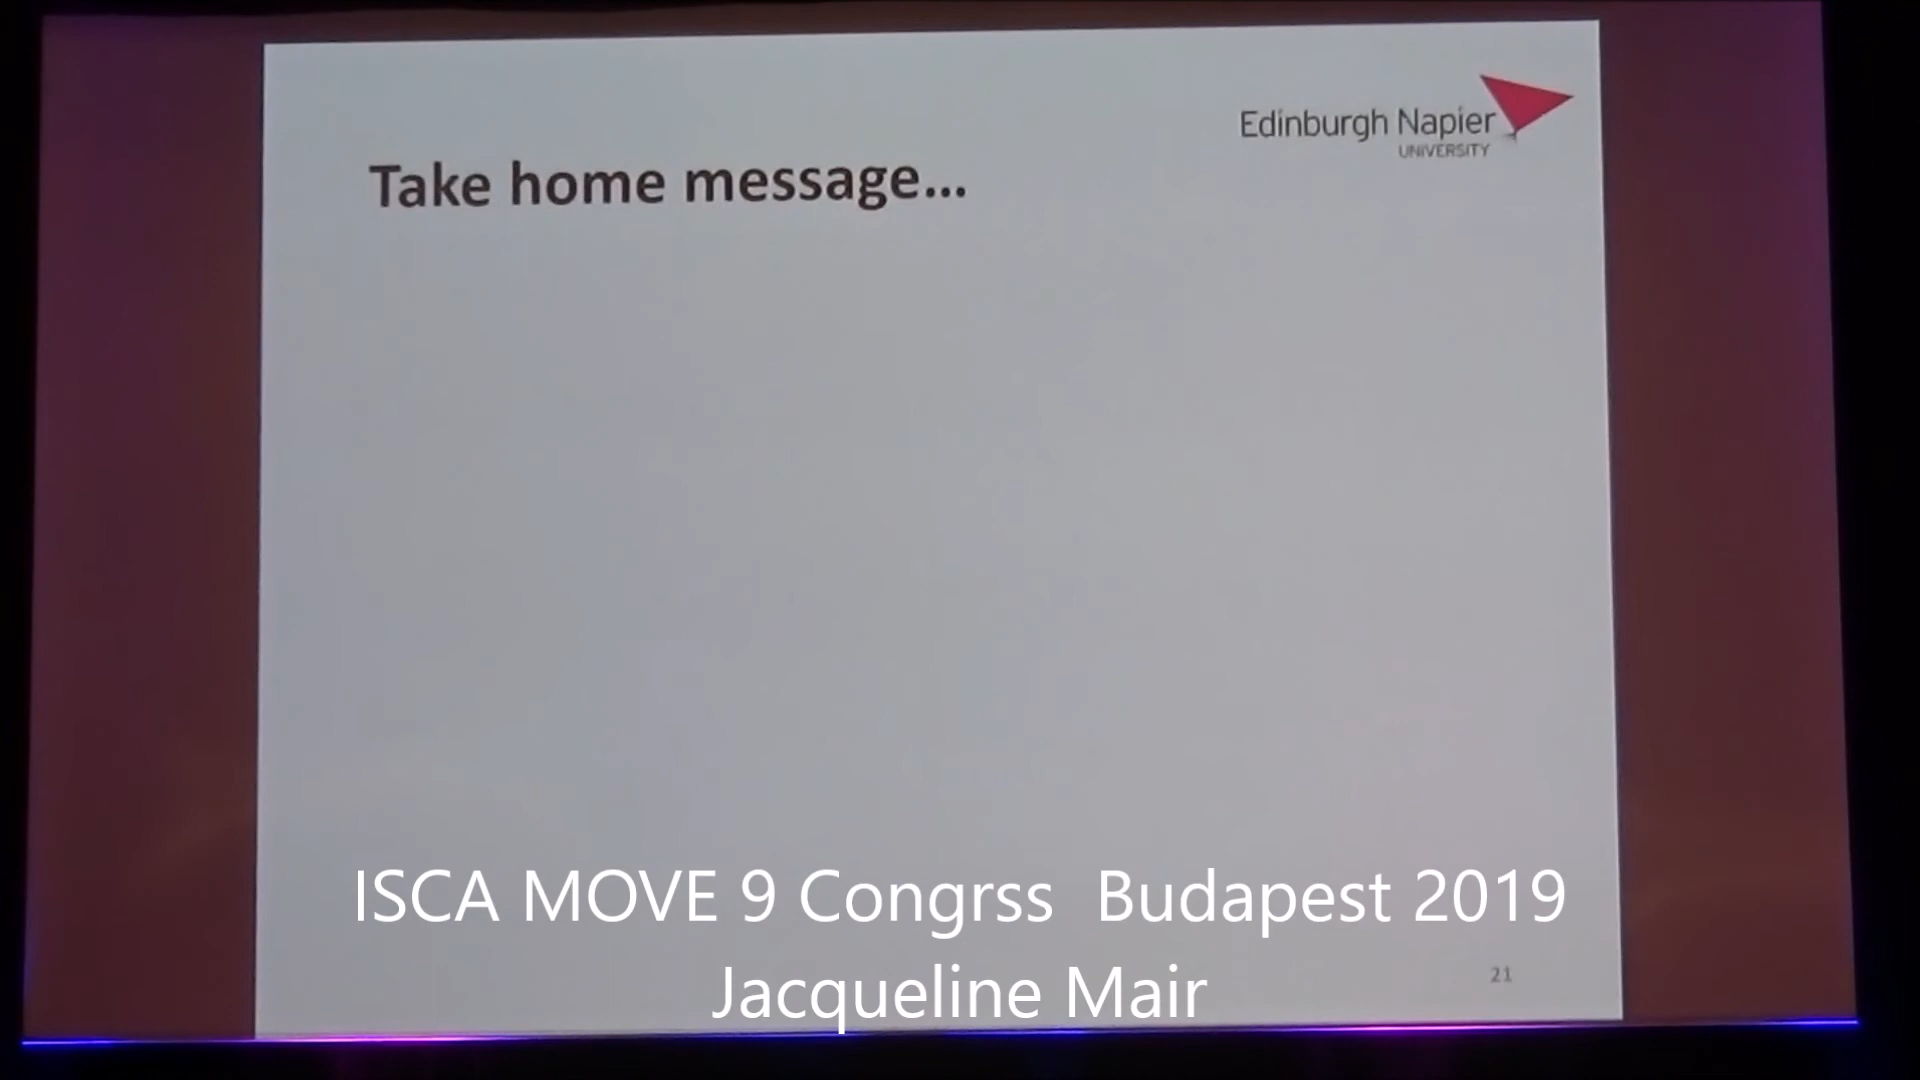 Edinburgh Napier
UNIVERSITY
Take home message...
ISCA MOVE 9 Congrss  Budapest 2019
21
Jacqueline Mair